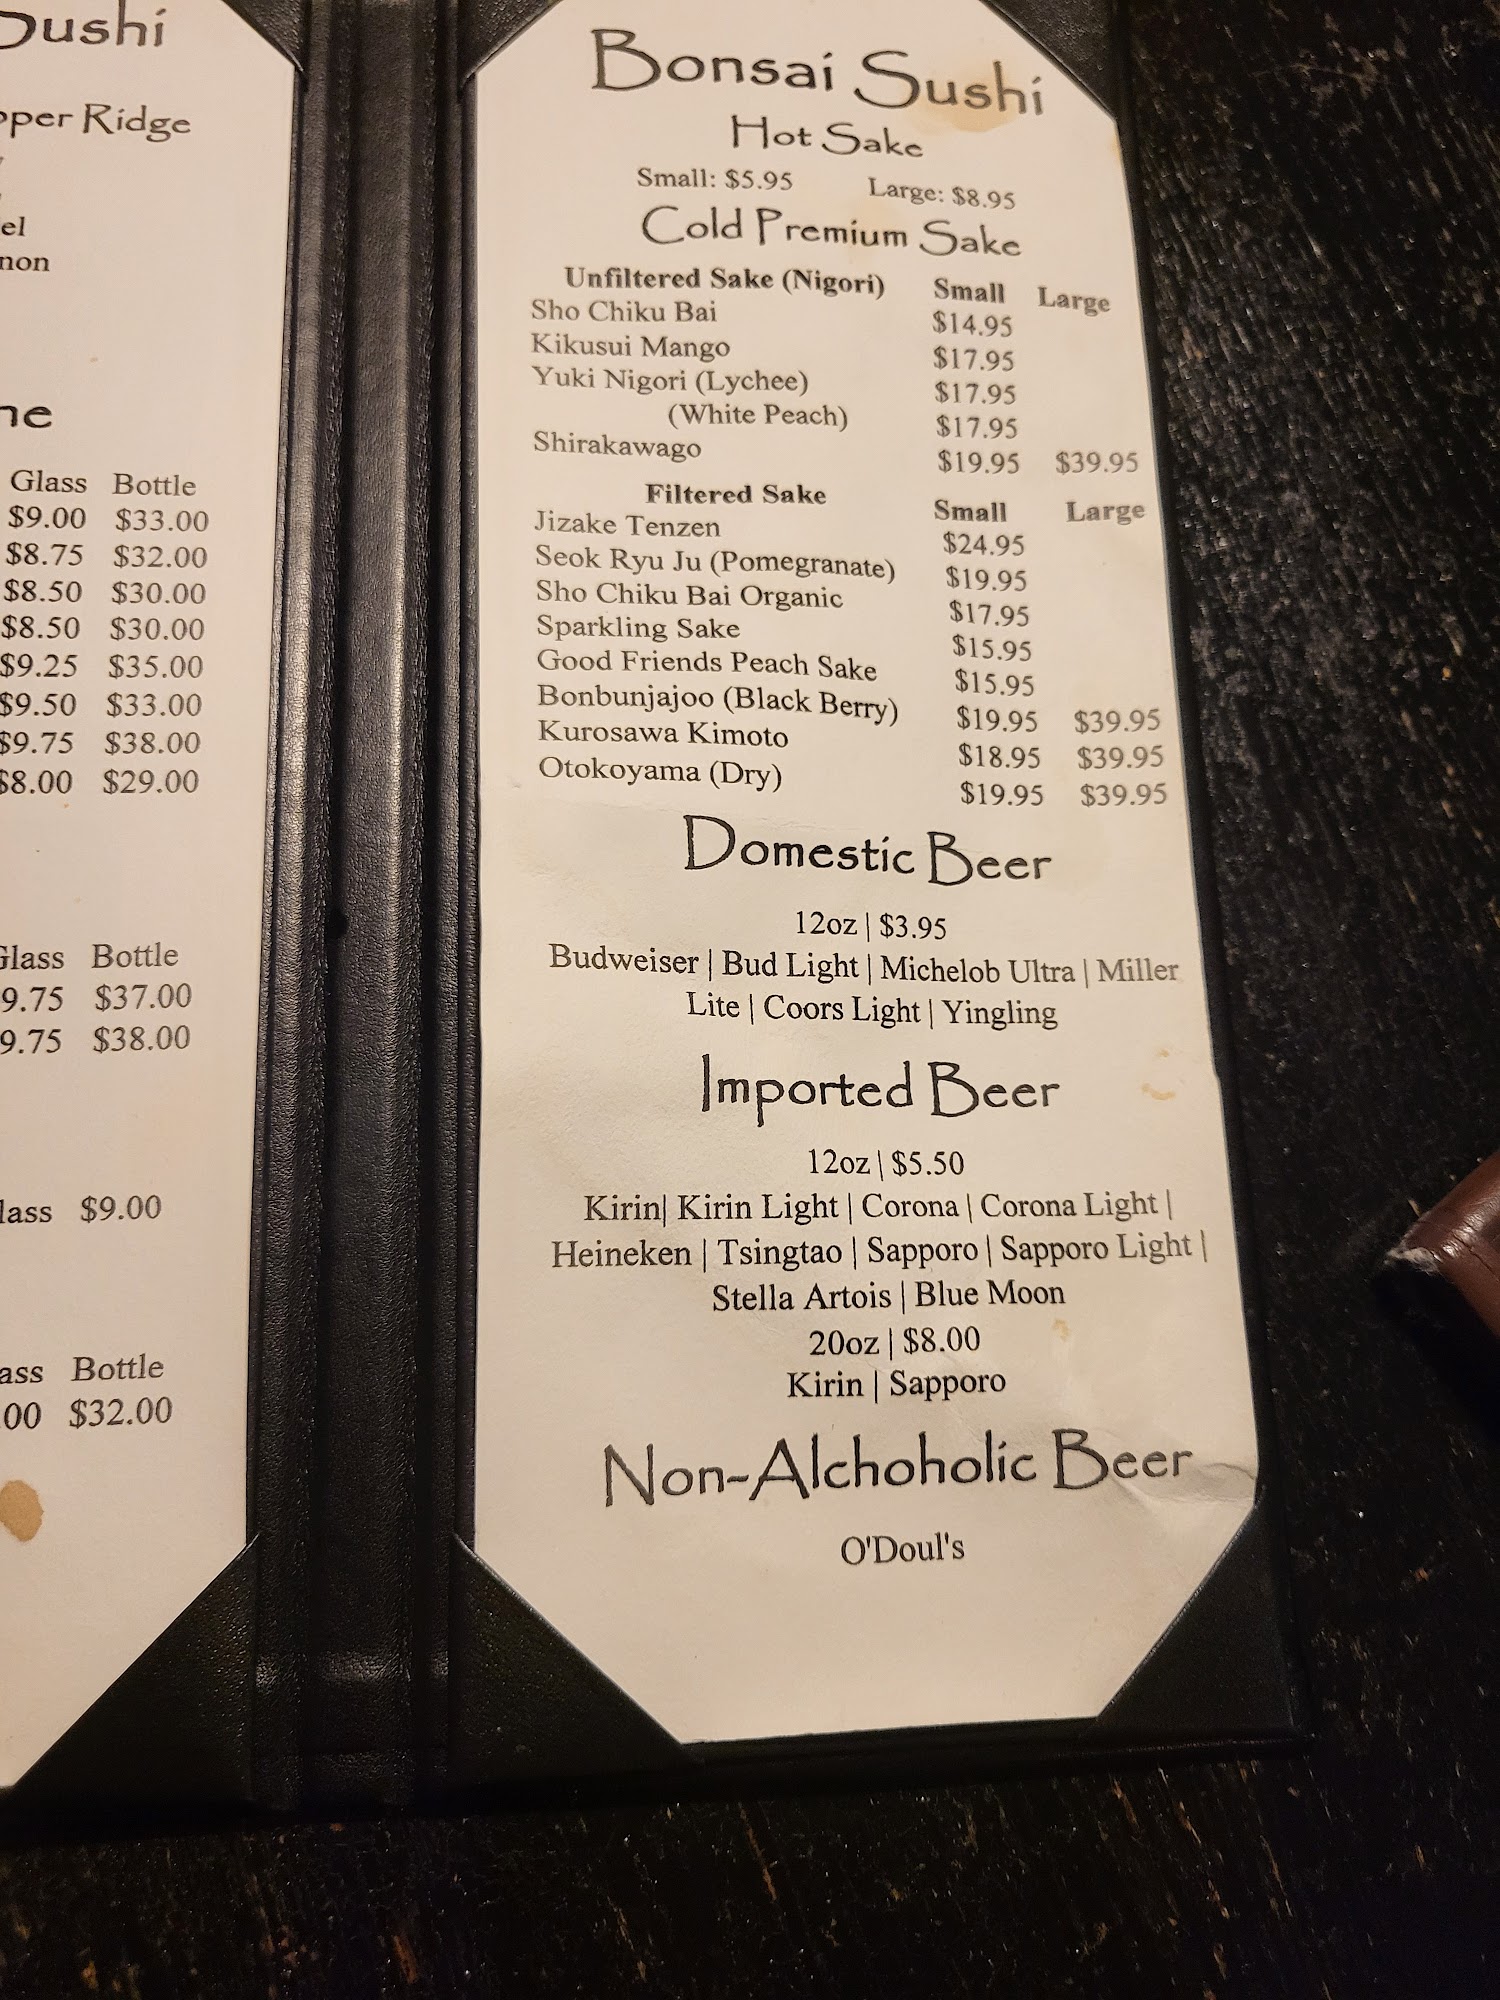 Sushi
pper Ridge
el
non
ne
Glass Bottle
$9.00 $33.00
$8.75 $32.00
$8.50 $30.00
$8.50 $30.00
$9.25 $35.00
$9.50 $33.00
$9.75 $38.00
$8.00 $29.00
Glass Bottle
9.75 $37.00
9.75 $38.00
lass $9.00
ass Bottle
.00 $32.00
Bonsai Sushi
Hot Sake
Small: $5.95 Large: $8.95
Cold Premium Sake
Unfiltered Sake (Nigori) Small Large
Sho Chiku Bai $14.95
Kikusui Mango $17.95
Yuki Nigori (Lychee) $17.95
(White Peach) $17.95
Shirakawago $19.95 $39.95
Filtered Sake Small Large
Jizake Tenzen $24.95
Seok Ryu Ju (Pomegranate) $19.95
Sho Chiku Bai Organic $17.95
Sparkling Sake $15.95
Good Friends Peach Sake $15.95
Bonbunjajoo (Black Berry) $19.95 $39.95
Kurosawa Kimoto $18.95 $39.95
Otokoyama (Dry) $19.95 $39.95
Domestic Beer
12oz | $3.95
Budweiser | Bud Light | Michelob Ultra | Miller
Lite | Coors Light | Yingling
Imported Beer
12oz | $5.50
Kirin| Kirin Light | Corona | Corona Light |
Heineken | Tsingtao | Sapporo | Sapporo Light |
Stella Artois | Blue Moon
20oz | $8.00
Kirin | Sapporo
Non-Alchoholic Beer
O'Doul's